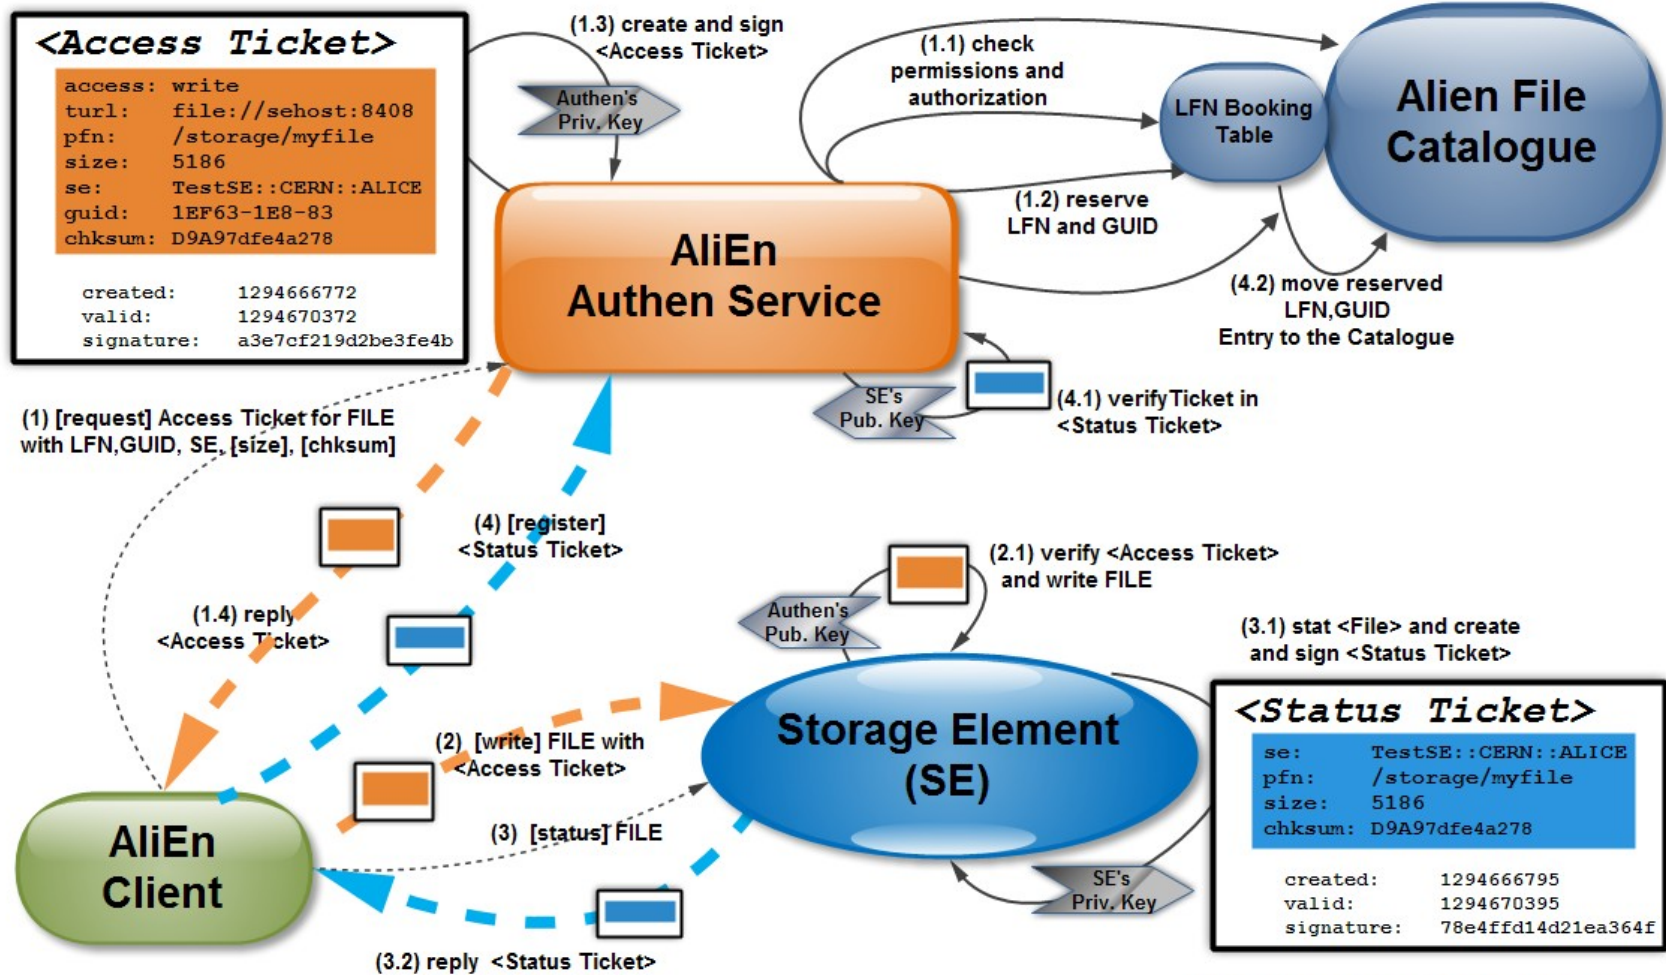 <Access Ticket>
access: write
turl: file://sehost:8408
pfn: /storage/myfile
size: 5186
se: TestSE::CERN::ALICE
guid: 1EF63-1E8-83
chksum: D9A97dfe4a278
created: 1294666772
valid: 1294670372
signature: a3e7cf219d2be3fe4b
(1.3) create and sign
<Access Ticket>
Authen's
Priv. Key
(1.1) check
permissions and
authorization
LFN Booking
Table
Alien File
Catalogue
(1.2) reserve
LFN and GUID
AliEn
Authen Service
(4.2) move reserved
LFN,GUID
Entry to the Catalogue
SE's
Pub. Key
(4.1) verifyTicket in
<Status Ticket>
(1) [request] Access Ticket for FILE
with LFN,GUID, SE, [size], [chksum]
(4) [register]
<Status Ticket>
(1.4) reply
<Access Ticket>
(2.1) verify <Access Ticket>
and write FILE
Authen's
Pub. Key
(3.1) stat <File> and create
and sign <Status Ticket>
(2) [write] FILE with
<Access Ticket>
Storage Element
(SE)
(3) [status] FILE
AliEn
Client
SE's
Priv. Key
(3.2) reply <Status Ticket>
<Status Ticket>
se: TestSE::CERN::ALICE
pfn: /storage/myfile
size: 5186
chksum: D9A97dfe4a278
created: 1294666795
valid: 1294670395
signature: 78e4ffd14d21ea364f